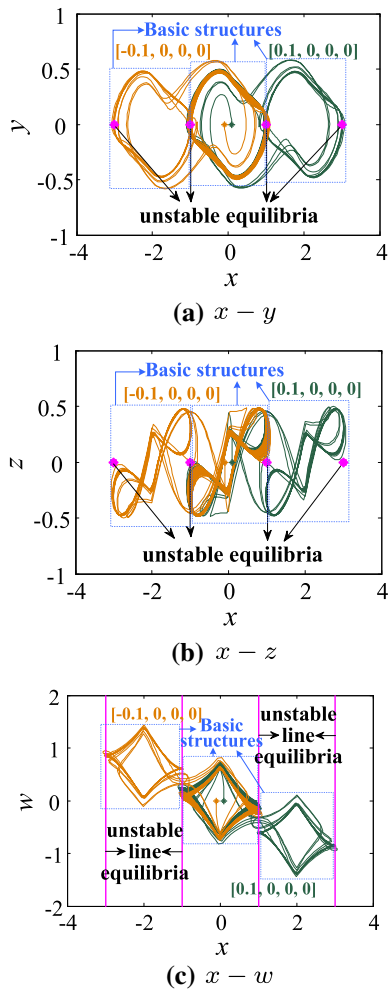 1
Basic structures
[-0.1, 0, 0, 0]
[0.1, 0, 0, 0]
0.5
y
0
-0.5
unstable equilibria
-1
-4
-2
0
2
4
x
(a) x − y
1
Basic structures
[-0.1, 0, 0, 0]
[0.1, 0, 0, 0]
0.5
z
0
-0.5
unstable equilibria
-1
-4
-2
0
2
4
x
(b) x − z
2
[-0.1, 0, 0, 0]
Basic
structures
unstable
line
equilibria
1
w
0
unstable
line
equilibria
-1
[0.1, 0, 0, 0]
-2
-4
-2
0
2
4
x
(c) x − w